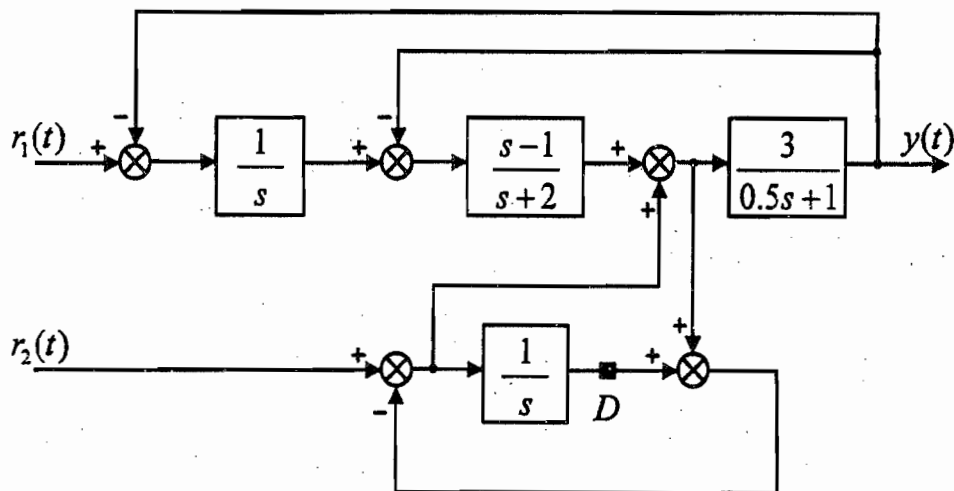 r₁(t)
+
−
1/s
+
−
s−1/s+2
+
+
3/0.5s+1
y(t)
r₂(t)
+
−
1/s
D
+
+